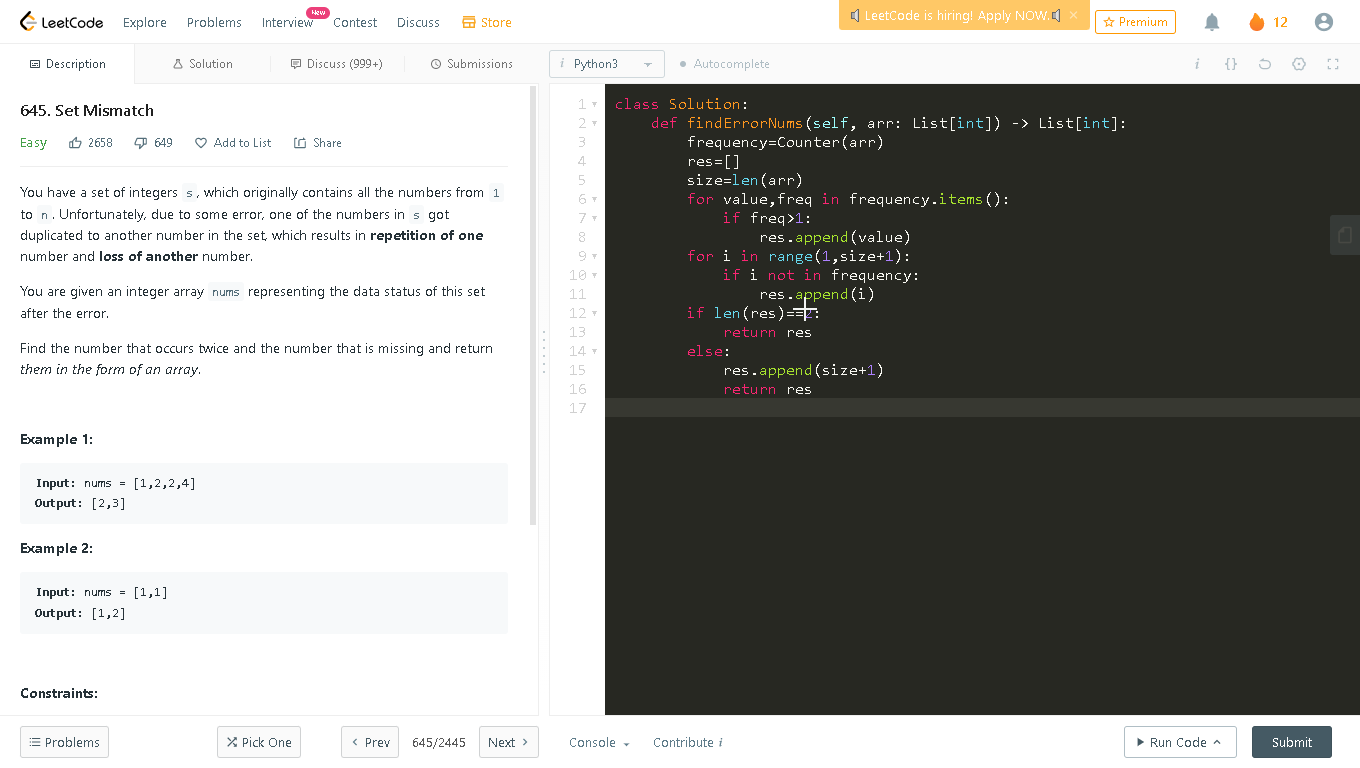 LeetCode Explore Problems Interview New Contest Discuss Store LeetCode is hiring! Apply NOW. × Premium 12
Description Solution Discuss (999+) Submissions i Python3 Autocomplete i {}
645. Set Mismatch
Easy 2658 649 Add to List Share
You have a set of integers s, which originally contains all the numbers from 1
to n. Unfortunately, due to some error, one of the numbers in s got
duplicated to another number in the set, which results in repetition of one
number and loss of another number.
You are given an integer array nums representing the data status of this set
after the error.
Find the number that occurs twice and the number that is missing and return
them in the form of an array.
Example 1:
Input: nums = [1,2,2,4]
Output: [2,3]
Example 2:
Input: nums = [1,1]
Output: [1,2]
Constraints:
1 class Solution:
2     def findErrorNums(self, arr: List[int]) -> List[int]:
3         frequency=Counter(arr)
4         res=[]
5         size=len(arr)
6         for value,freq in frequency.items():
7             if freq>1:
8                 res.append(value)
9         for i in range(1,size+1):
10             if i not in frequency:
11                 res.append(i)
12         if len(res)==2:
13             return res
14         else:
15             res.append(size+1)
16             return res
17
Problems Pick One Prev 645/2445 Next Console Contribute i Run Code Submit